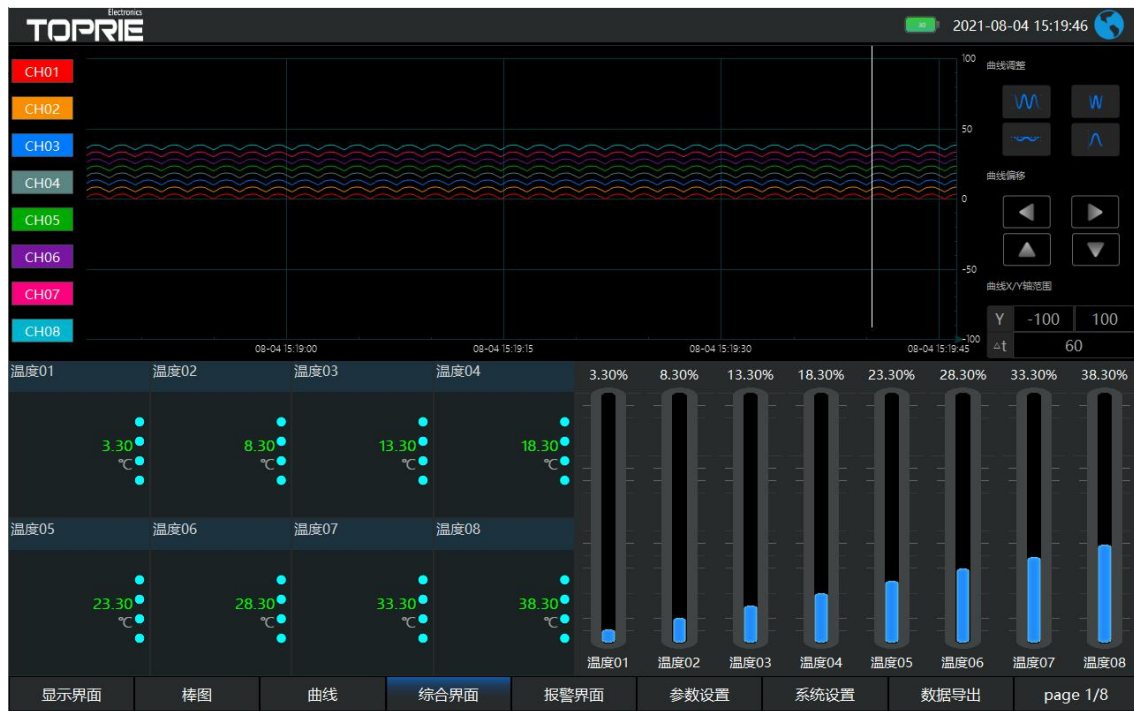 Electronics
TOPRIE
30
2021-08-04 15:19:46
CH01
CH02
CH03
CH04
CH05
CH06
CH07
CH08
100
50
0
-50
-100
08-04 15:19:00
08-04 15:19:15
08-04 15:19:30
08-04 15:19:45
曲线调整
曲线偏移
曲线X/Y轴范围
Y -100 100
△t 60
温度01 温度02 温度03 温度04
3.30 8.30 13.30 18.30
℃ ℃ ℃ ℃
温度05 温度06 温度07 温度08
23.30 28.30 33.30 38.30
℃ ℃ ℃ ℃
3.30% 8.30% 13.30% 18.30% 23.30% 28.30% 33.30% 38.30%
温度01 温度02 温度03 温度04 温度05 温度06 温度07 温度08
显示界面 棒图 曲线 综合界面 报警界面 参数设置 系统设置 数据导出 page 1/8